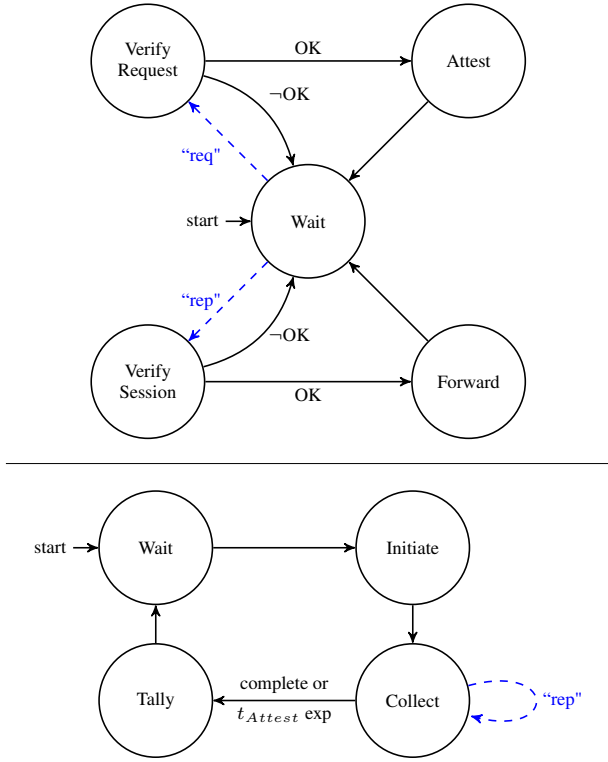 Verify
Request
OK
Attest
¬OK
“req"
start
Wait
“rep"
¬OK
Verify
Session
OK
Forward
start
Wait
Initiate
Tally
complete or
t_Attest exp
Collect
“rep"